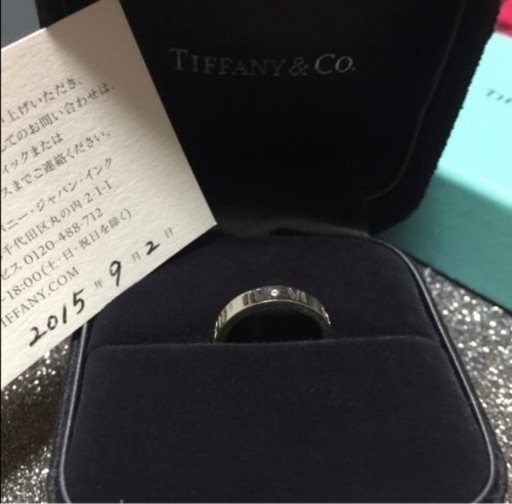 TIFFANY & CO.
上げいただき、
てのお問い合わせは、
ィックまたは
スまでご連絡ください。
ニー・ジャパン・インク
千代田区丸の内 2-1-1
ビス 0120-488-712
-18:00(土・日・祝日を除く)
IFFANY.COM
2015 年 9 月 2 日